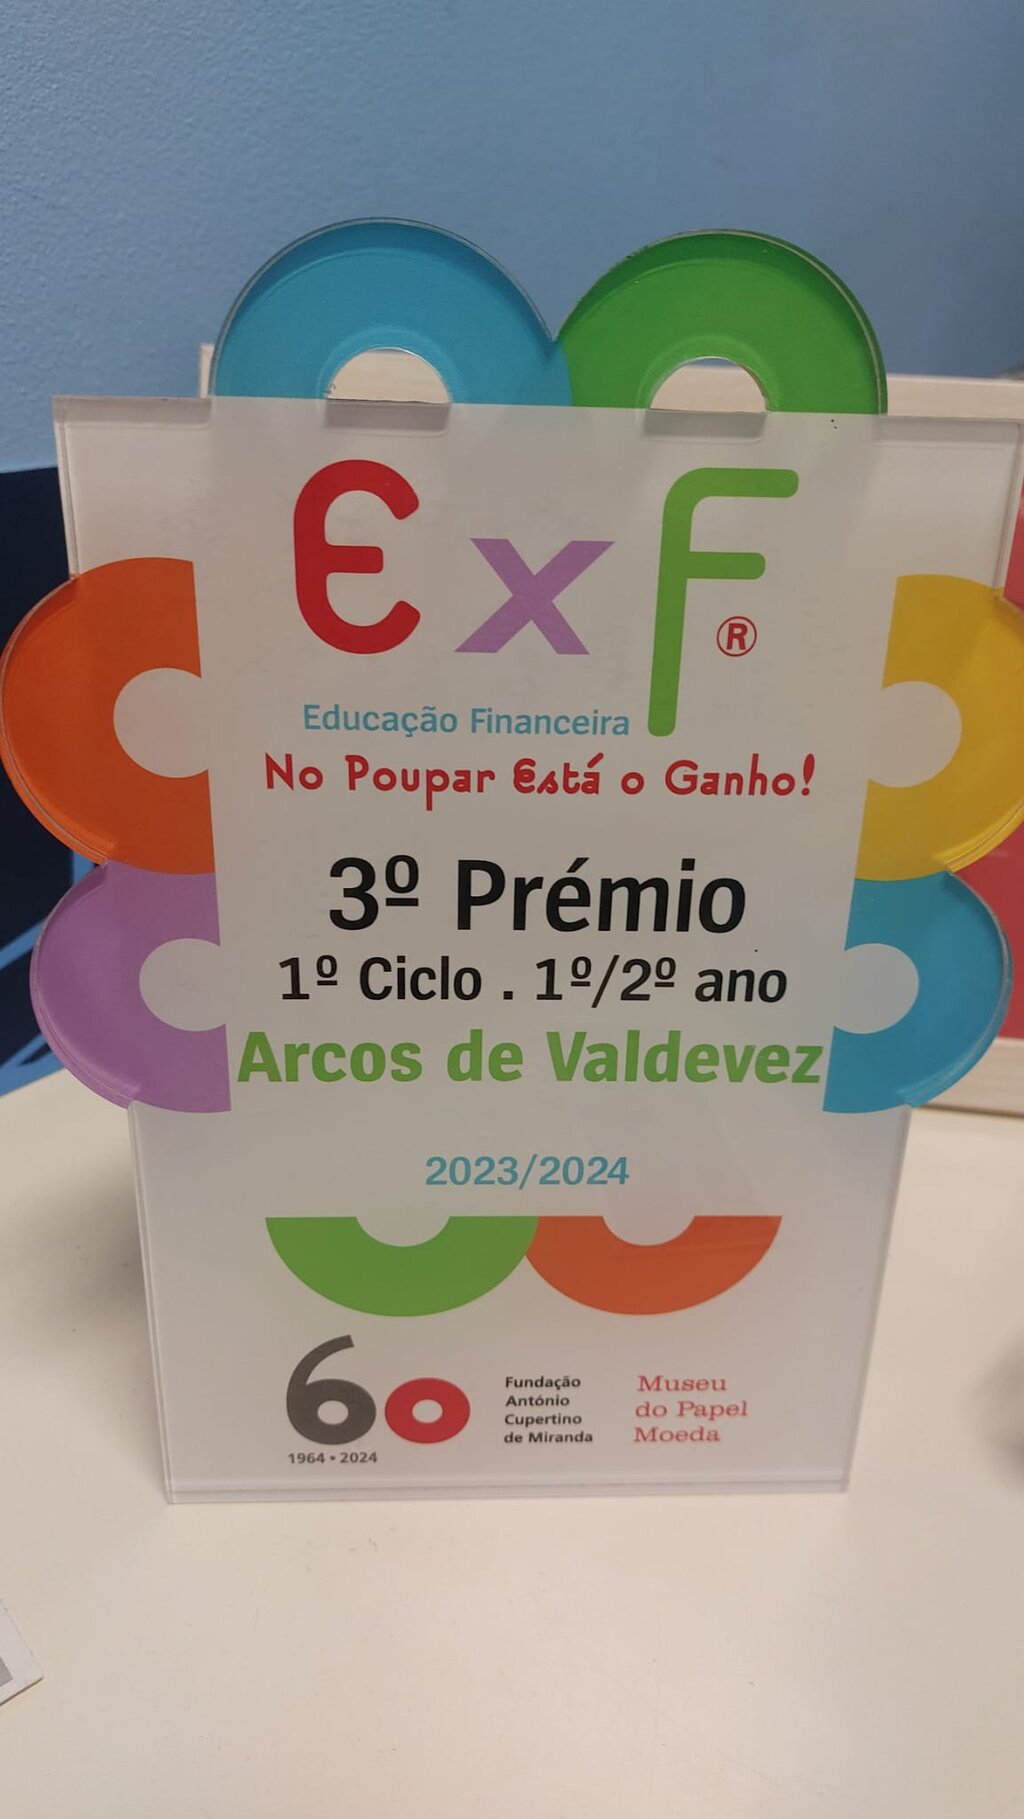 ExF®
Educação Financeira
No Poupar Está o Ganho!
3º Prémio
1º Ciclo . 1º/2º ano
Arcos de Valdevez
2023/2024
60
1964 • 2024
Fundação
António
Cupertino
de Miranda
Museu
do Papel
Moeda